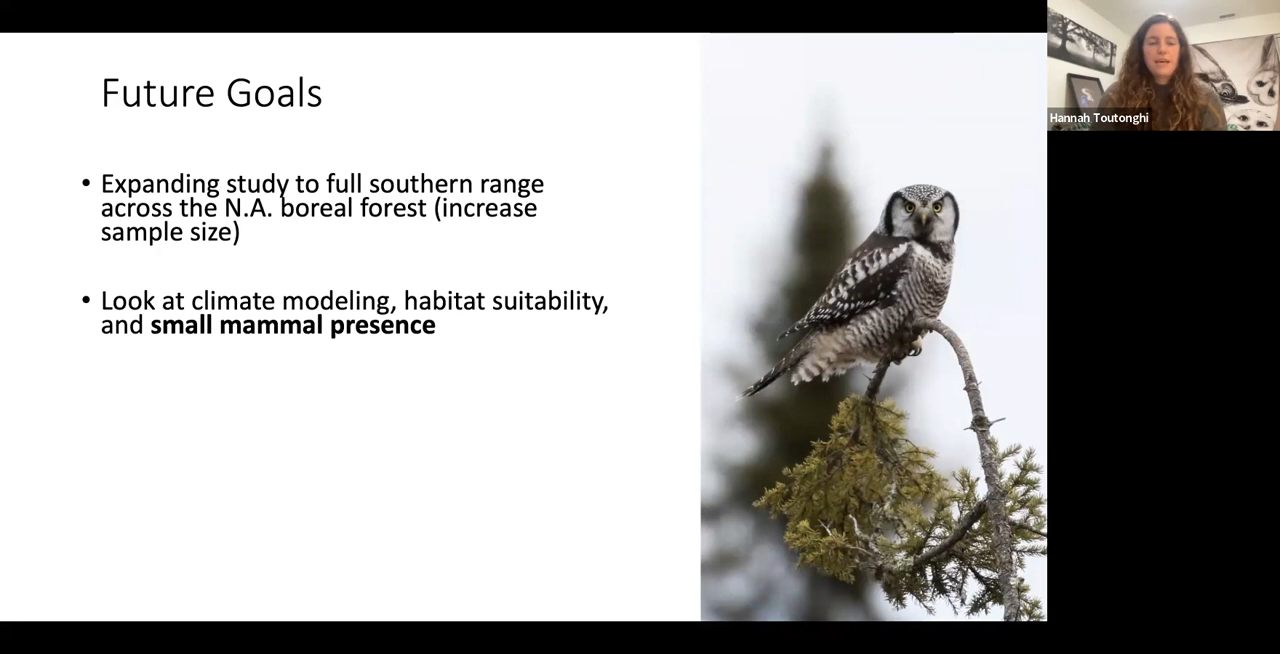 Future Goals
• Expanding study to full southern range
across the N.A. boreal forest (increase
sample size)
• Look at climate modeling, habitat suitability,
and small mammal presence
Hannah Toutonghi